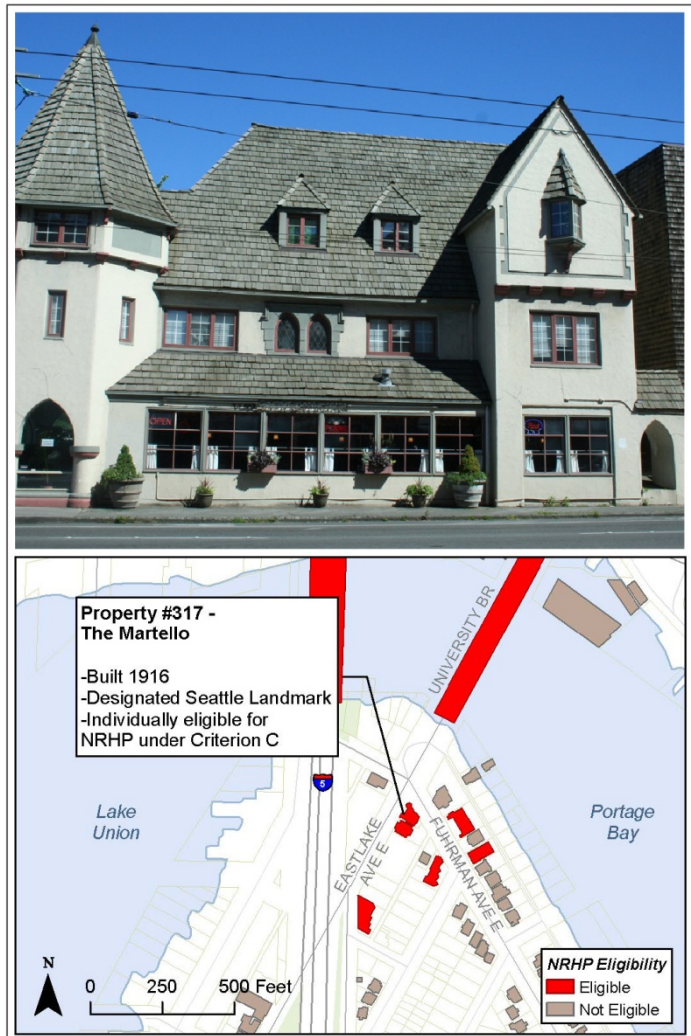 OPEN
Property #317 -
The Martello
-Built 1916
-Designated Seattle Landmark
-Individually eligible for
NRHP under Criterion C
UNIVERSITY BR
5
Lake
Union
EASTLAKE
AVE E
FUHRMAN AVE E
Portage
Bay
N
0 250 500 Feet
NRHP Eligibility
Eligible
Not Eligible